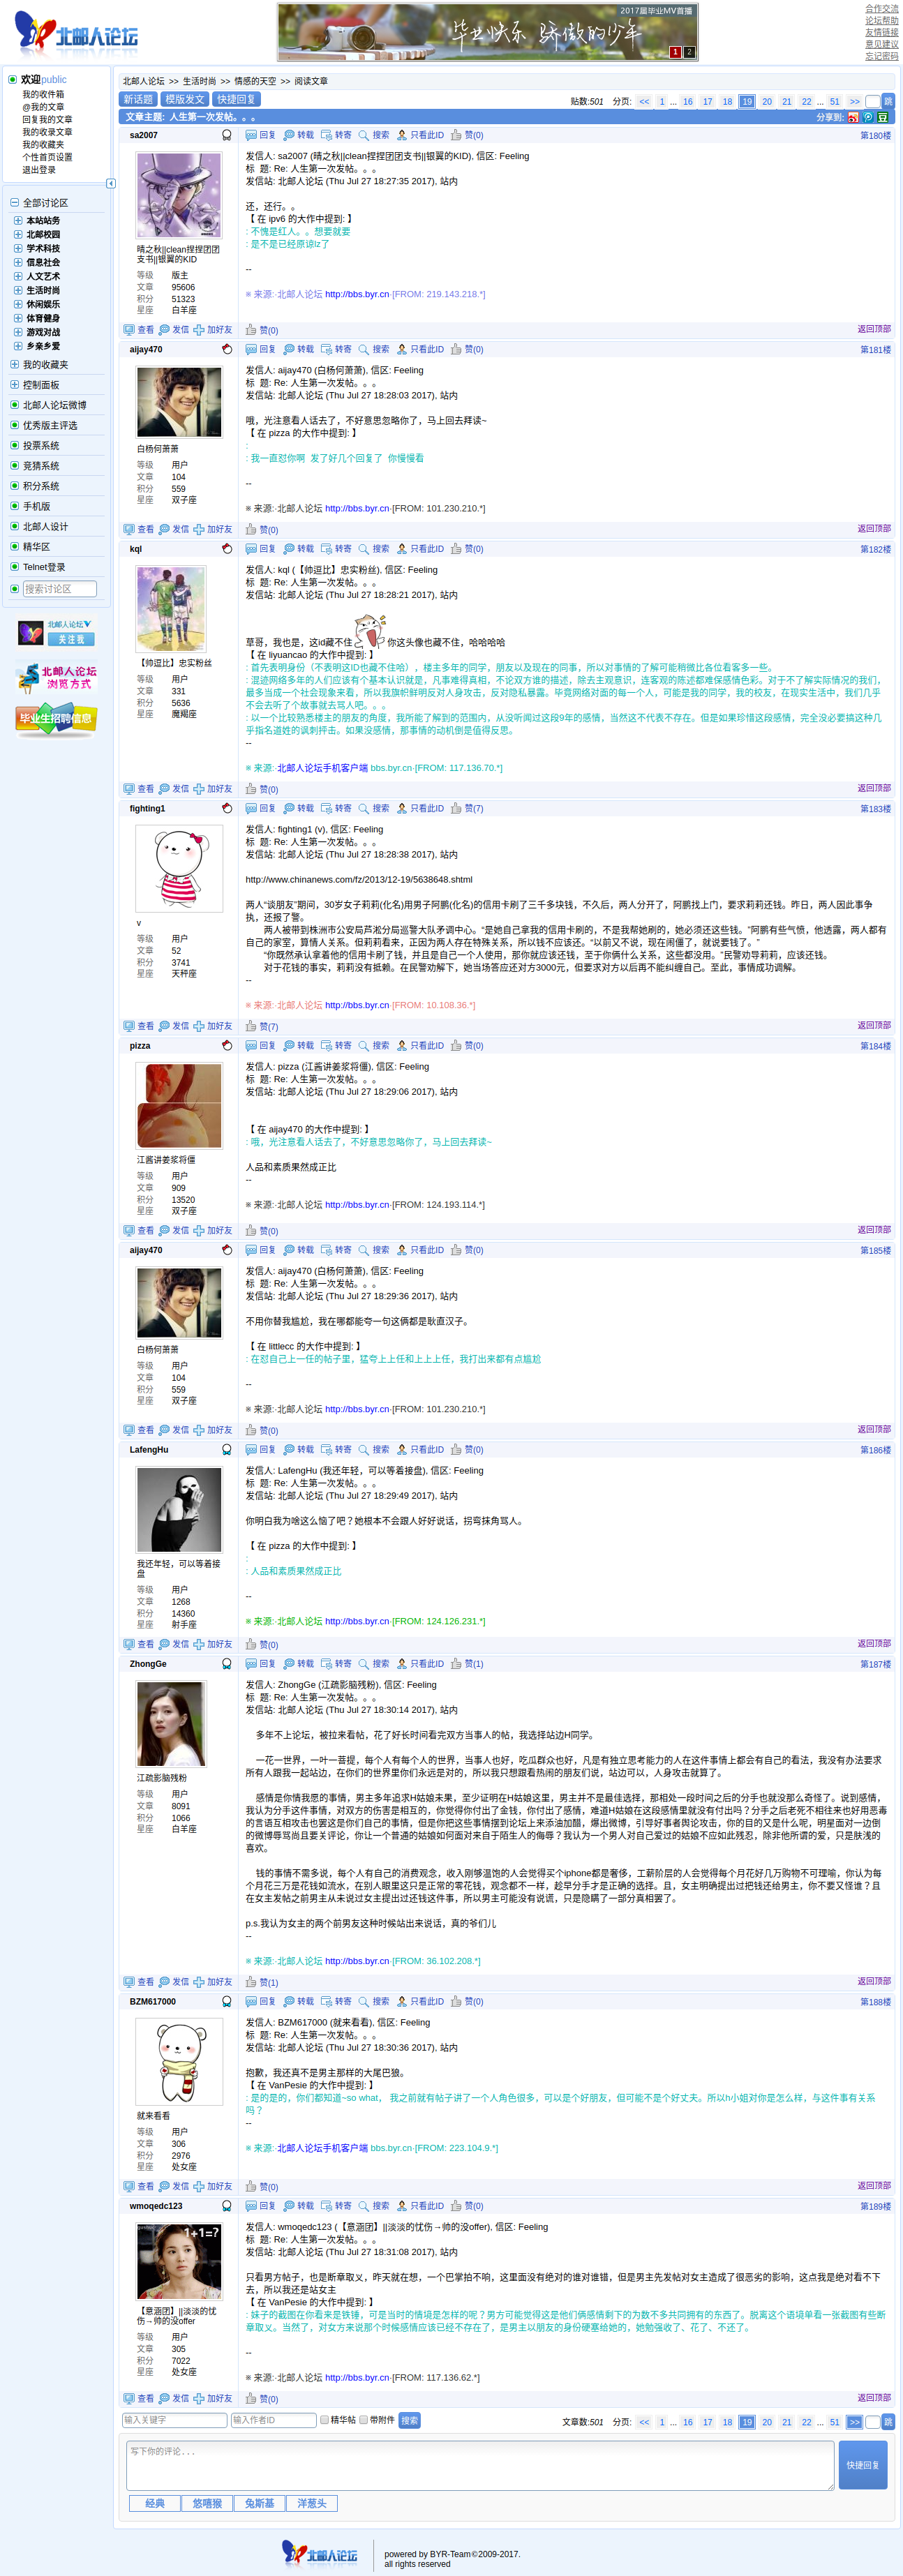 北邮人论坛
2017届毕业MV首播
毕业快乐 骄傲的少年
1 2
合作交流
论坛帮助
友情链接
意见建议
忘记密码
欢迎public
我的收件箱
@我的文章
回复我的文章
我的收录文章
我的收藏夹
个性首页设置
退出登录
全部讨论区
本站站务
北邮校园
学术科技
信息社会
人文艺术
生活时尚
休闲娱乐
体育健身
游戏对战
乡亲乡爱
我的收藏夹
控制面板
北邮人论坛微博
优秀版主评选
投票系统
竞猜系统
积分系统
手机版
北邮人设计
精华区
Telnet登录
搜索讨论区
北邮人论坛
关注我
北邮人论坛
浏览方式
毕业生招聘信息
北邮人论坛 >> 生活时尚 >> 情感的天空 >> 阅读文章
新话题 模版发文 快捷回复
贴数:501 分页: << 1 ... 16 17 18 19 20 21 22 ... 51 >> 跳
文章主题: 人生第一次发帖。。。
分享到:
sa2007
回复 转载 转寄 搜索 只看此ID 赞(0)
第180楼
晴之秋||clean捏捏团团支书||银翼的KID
等级 版主
文章 95606
积分 51323
星座 白羊座
发信人: sa2007 (晴之秋||clean捏捏团团支书||银翼的KID), 信区: Feeling
标 题: Re: 人生第一次发帖。。。
发信站: 北邮人论坛 (Thu Jul 27 18:27:35 2017), 站内
还，还行。。
【 在 ipv6 的大作中提到: 】
: 不愧是红人。。想要就要
: 是不是已经原谅lz了
--
※ 来源:·北邮人论坛 http://bbs.byr.cn·[FROM: 219.143.218.*]
查看 发信 加好友 赞(0) 返回顶部
aijay470
回复 转载 转寄 搜索 只看此ID 赞(0)
第181楼
白杨何萧萧
等级 用户
文章 104
积分 559
星座 双子座
发信人: aijay470 (白杨何萧萧), 信区: Feeling
标 题: Re: 人生第一次发帖。。。
发信站: 北邮人论坛 (Thu Jul 27 18:28:03 2017), 站内
哦，光注意看人话去了，不好意思忽略你了，马上回去拜读~
【 在 pizza 的大作中提到: 】
:
: 我一直怼你啊 发了好几个回复了 你慢慢看
--
※ 来源:·北邮人论坛 http://bbs.byr.cn·[FROM: 101.230.210.*]
查看 发信 加好友 赞(0) 返回顶部
kql
回复 转载 转寄 搜索 只看此ID 赞(0)
第182楼
【帅逗比】忠实粉丝
等级 用户
文章 331
积分 5636
星座 魔羯座
发信人: kql (【帅逗比】忠实粉丝), 信区: Feeling
标 题: Re: 人生第一次发帖。。。
发信站: 北邮人论坛 (Thu Jul 27 18:28:21 2017), 站内
草哥，我也是，这id藏不住 你这头像也藏不住，哈哈哈哈
【 在 liyuancao 的大作中提到: 】
: 首先表明身份（不表明这ID也藏不住哈），楼主多年的同学，朋友以及现在的同事，所以对事情的了解可能稍微比各位看客多一些。
: 混迹网络多年的人们应该有个基本认识就是，凡事难得真相，不论双方谁的描述，除去主观意识，连客观的陈述都难保感情色彩。对于不了解实际情况的我们，最多当成一个社会现象来看，所以我旗帜鲜明反对人身攻击，反对隐私暴露。毕竟网络对面的每一个人，可能是我的同学，我的校友，在现实生活中，我们几乎不会去听了个故事就去骂人吧。。。
: 以一个比较熟悉楼主的朋友的角度，我所能了解到的范围内，从没听闻过这段9年的感情，当然这不代表不存在。但是如果珍惜这段感情，完全没必要搞这种几乎指名道姓的讽刺抨击。如果没感情，那事情的动机倒是值得反思。
--
※ 来源:·北邮人论坛手机客户端 bbs.byr.cn·[FROM: 117.136.70.*]
查看 发信 加好友 赞(0) 返回顶部
fighting1
回复 转载 转寄 搜索 只看此ID 赞(7)
第183楼
v
等级 用户
文章 52
积分 3741
星座 天秤座
发信人: fighting1 (v), 信区: Feeling
标 题: Re: 人生第一次发帖。。。
发信站: 北邮人论坛 (Thu Jul 27 18:28:38 2017), 站内
http://www.chinanews.com/fz/2013/12-19/5638648.shtml
两人“谈朋友”期间，30岁女子莉莉(化名)用男子阿鹏(化名)的信用卡刷了三千多块钱，不久后，两人分开了，阿鹏找上门，要求莉莉还钱。昨日，两人因此事争执，还报了警。
两人被带到株洲市公安局芦淞分局巡警大队矛调中心。“是她自己拿我的信用卡刷的，不是我帮她刷的，她必须还这些钱。”阿鹏有些气愤，他透露，两人都有自己的家室，算情人关系。但莉莉看来，正因为两人存在特殊关系，所以钱不应该还。“以前又不说，现在闹僵了，就说要钱了。”
“你既然承认拿着他的信用卡刷了钱，并且是自己一个人使用，那你就应该还钱，至于你俩什么关系，这些都没用。”民警劝导莉莉，应该还钱。
对于花钱的事实，莉莉没有抵赖。在民警劝解下，她当场答应还对方3000元，但要求对方以后再不能纠缠自己。至此，事情成功调解。
--
※ 来源:·北邮人论坛 http://bbs.byr.cn·[FROM: 10.108.36.*]
查看 发信 加好友 赞(7) 返回顶部
pizza
回复 转载 转寄 搜索 只看此ID 赞(0)
第184楼
江酱讲姜浆将僵
等级 用户
文章 909
积分 13520
星座 双子座
发信人: pizza (江酱讲姜浆将僵), 信区: Feeling
标 题: Re: 人生第一次发帖。。。
发信站: 北邮人论坛 (Thu Jul 27 18:29:06 2017), 站内
【 在 aijay470 的大作中提到: 】
: 哦，光注意看人话去了，不好意思忽略你了，马上回去拜读~
人品和素质果然成正比
--
※ 来源:·北邮人论坛 http://bbs.byr.cn·[FROM: 124.193.114.*]
查看 发信 加好友 赞(0) 返回顶部
aijay470
回复 转载 转寄 搜索 只看此ID 赞(0)
第185楼
白杨何萧萧
等级 用户
文章 104
积分 559
星座 双子座
发信人: aijay470 (白杨何萧萧), 信区: Feeling
标 题: Re: 人生第一次发帖。。。
发信站: 北邮人论坛 (Thu Jul 27 18:29:36 2017), 站内
不用你替我尴尬，我在哪都能夸一句这俩都是耿直汉子。
【 在 littlecc 的大作中提到: 】
: 在怼自己上一任的帖子里，猛夸上上任和上上上任，我打出来都有点尴尬
--
※ 来源:·北邮人论坛 http://bbs.byr.cn·[FROM: 101.230.210.*]
查看 发信 加好友 赞(0) 返回顶部
LafengHu
回复 转载 转寄 搜索 只看此ID 赞(0)
第186楼
我还年轻，可以等着接盘
等级 用户
文章 1268
积分 14360
星座 射手座
发信人: LafengHu (我还年轻，可以等着接盘), 信区: Feeling
标 题: Re: 人生第一次发帖。。。
发信站: 北邮人论坛 (Thu Jul 27 18:29:49 2017), 站内
你明白我为啥这么恼了吧？她根本不会跟人好好说话，拐弯抹角骂人。
【 在 pizza 的大作中提到: 】
:
: 人品和素质果然成正比
--
※ 来源:·北邮人论坛 http://bbs.byr.cn·[FROM: 124.126.231.*]
查看 发信 加好友 赞(0) 返回顶部
ZhongGe
回复 转载 转寄 搜索 只看此ID 赞(1)
第187楼
江疏影脑残粉
等级 用户
文章 8091
积分 1066
星座 白羊座
发信人: ZhongGe (江疏影脑残粉), 信区: Feeling
标 题: Re: 人生第一次发帖。。。
发信站: 北邮人论坛 (Thu Jul 27 18:30:14 2017), 站内
多年不上论坛，被拉来看帖，花了好长时间看完双方当事人的帖，我选择站边H同学。
一花一世界，一叶一菩提，每个人有每个人的世界，当事人也好，吃瓜群众也好，凡是有独立思考能力的人在这件事情上都会有自己的看法，我没有办法要求所有人跟我一起站边，在你们的世界里你们永远是对的，所以我只想跟看热闹的朋友们说，站边可以，人身攻击就算了。
感情是你情我愿的事情，男主多年追求H姑娘未果，至少证明在H姑娘这里，男主并不是最佳选择，那相处一段时间之后的分手也就没那么奇怪了。说到感情，我认为分手这件事情，对双方的伤害是相互的，你觉得你付出了金钱，你付出了感情，难道H姑娘在这段感情里就没有付出吗？分手之后老死不相往来也好用恶毒的言语互相攻击也罢这是你们自己的事情，但是你把这些事情摆到论坛上来添油加醋，爆出微博，引导好事者舆论攻击，你的目的又是什么呢，明星面对一边倒的微博辱骂尚且要关评论，你让一个普通的姑娘如何面对来自于陌生人的侮辱？我认为一个男人对自己爱过的姑娘不应如此残忍，除非他所谓的爱，只是肤浅的喜欢。
钱的事情不需多说，每个人有自己的消费观念，收入刚够温饱的人会觉得买个iphone都是奢侈，工薪阶层的人会觉得每个月花好几万购物不可理喻，你认为每个月花三万是花钱如流水，在别人眼里这只是正常的零花钱，观念都不一样，趁早分手才是正确的选择。且，女主明确提出过把钱还给男主，你不要又怪谁？且在女主发帖之前男主从未说过女主提出过还钱这件事，所以男主可能没有说谎，只是隐瞒了一部分真相罢了。
p.s.我认为女主的两个前男友这种时候站出来说话，真的爷们儿
--
※ 来源:·北邮人论坛 http://bbs.byr.cn·[FROM: 36.102.208.*]
查看 发信 加好友 赞(1) 返回顶部
BZM617000
回复 转载 转寄 搜索 只看此ID 赞(0)
第188楼
就来看看
等级 用户
文章 306
积分 2976
星座 处女座
发信人: BZM617000 (就来看看), 信区: Feeling
标 题: Re: 人生第一次发帖。。。
发信站: 北邮人论坛 (Thu Jul 27 18:30:36 2017), 站内
抱歉，我还真不是男主那样的大尾巴狼。
【 在 VanPesie 的大作中提到: 】
: 是的是的，你们都知道~so what， 我之前就有帖子讲了一个人角色很多，可以是个好朋友，但可能不是个好丈夫。所以h小姐对你是怎么样，与这件事有关系吗？
--
※ 来源:·北邮人论坛手机客户端 bbs.byr.cn·[FROM: 223.104.9.*]
查看 发信 加好友 赞(0) 返回顶部
wmoqedc123
回复 转载 转寄 搜索 只看此ID 赞(0)
第189楼
1+1=?
【意涵团】||淡淡的忧伤→帅的没offer
等级 用户
文章 305
积分 7022
星座 处女座
发信人: wmoqedc123 (【意涵团】||淡淡的忧伤→帅的没offer), 信区: Feeling
标 题: Re: 人生第一次发帖。。。
发信站: 北邮人论坛 (Thu Jul 27 18:31:08 2017), 站内
只看男方帖子，也是断章取义，昨天就在想，一个巴掌拍不响，这里面没有绝对的谁对谁错，但是男主先发帖对女主造成了很恶劣的影响，这点我是绝对看不下去，所以我还是站女主
【 在 VanPesie 的大作中提到: 】
: 妹子的截图在你看来是铁锤，可是当时的情境是怎样的呢？男方可能觉得这是他们俩感情剩下的为数不多共同拥有的东西了。脱离这个语境单看一张截图有些断章取义。当然了，对女方来说那个时候感情应该已经不存在了，是男主以朋友的身份硬塞给她的，她勉强收了、花了、不还了。
--
※ 来源:·北邮人论坛 http://bbs.byr.cn·[FROM: 117.136.62.*]
查看 发信 加好友 赞(0) 返回顶部
输入关键字 输入作者ID 精华帖 带附件 搜索
文章数:501 分页: << 1 ... 16 17 18 19 20 21 22 ... 51 >> 跳
写下你的评论...
快捷回复
经典 悠嘻猴 兔斯基 洋葱头
北邮人论坛
powered by BYR-Team©2009-2017.
all rights reserved